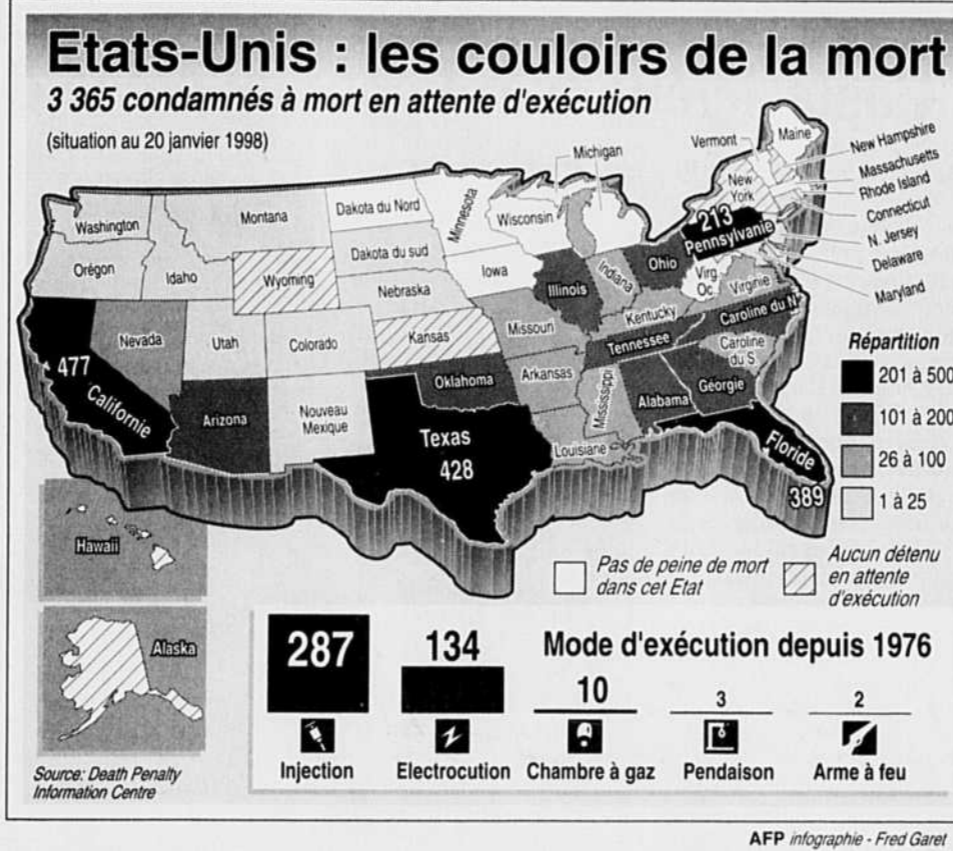 Etats-Unis : les couloirs de la mort
3 365 condamnés à mort en attente d'exécution
(situation au 20 janvier 1998)
Washington
Orégon
Idaho
Montana
Wyoming
Dakota du Nord
Dakota du sud
Nebraska
Minnesota
Iowa
Wisconsin
Michigan
Vermont
Maine
New Hampshire
Massachusetts
Rhode Island
Connecticut
N. Jersey
Delaware
Maryland
New
York
213
Pennsylvanie
Ohio
Indiana
Illinois
Virg.
Oc.
Virginie
Kentucky
Caroline du N.
Tennessee
Caroline
du S.
Géorgie
Alabama
Mississippi
Louisiane
Arkansas
Missouri
Kansas
Oklahoma
Texas
428
Nouveau
Mexique
Colorado
Utah
Nevada
Arizona
477
Californie
Floride
389
Hawaii
Alaska
Répartition
201 à 500
101 à 200
26 à 100
1 à 25
Pas de peine de mort
dans cet Etat
Aucun détenu
en attente
d'exécution
Mode d'exécution depuis 1976
287
Injection
134
Electrocution
10
Chambre à gaz
3
Pendaison
2
Arme à feu
Source: Death Penalty
Information Centre
AFP infographie - Fred Garet